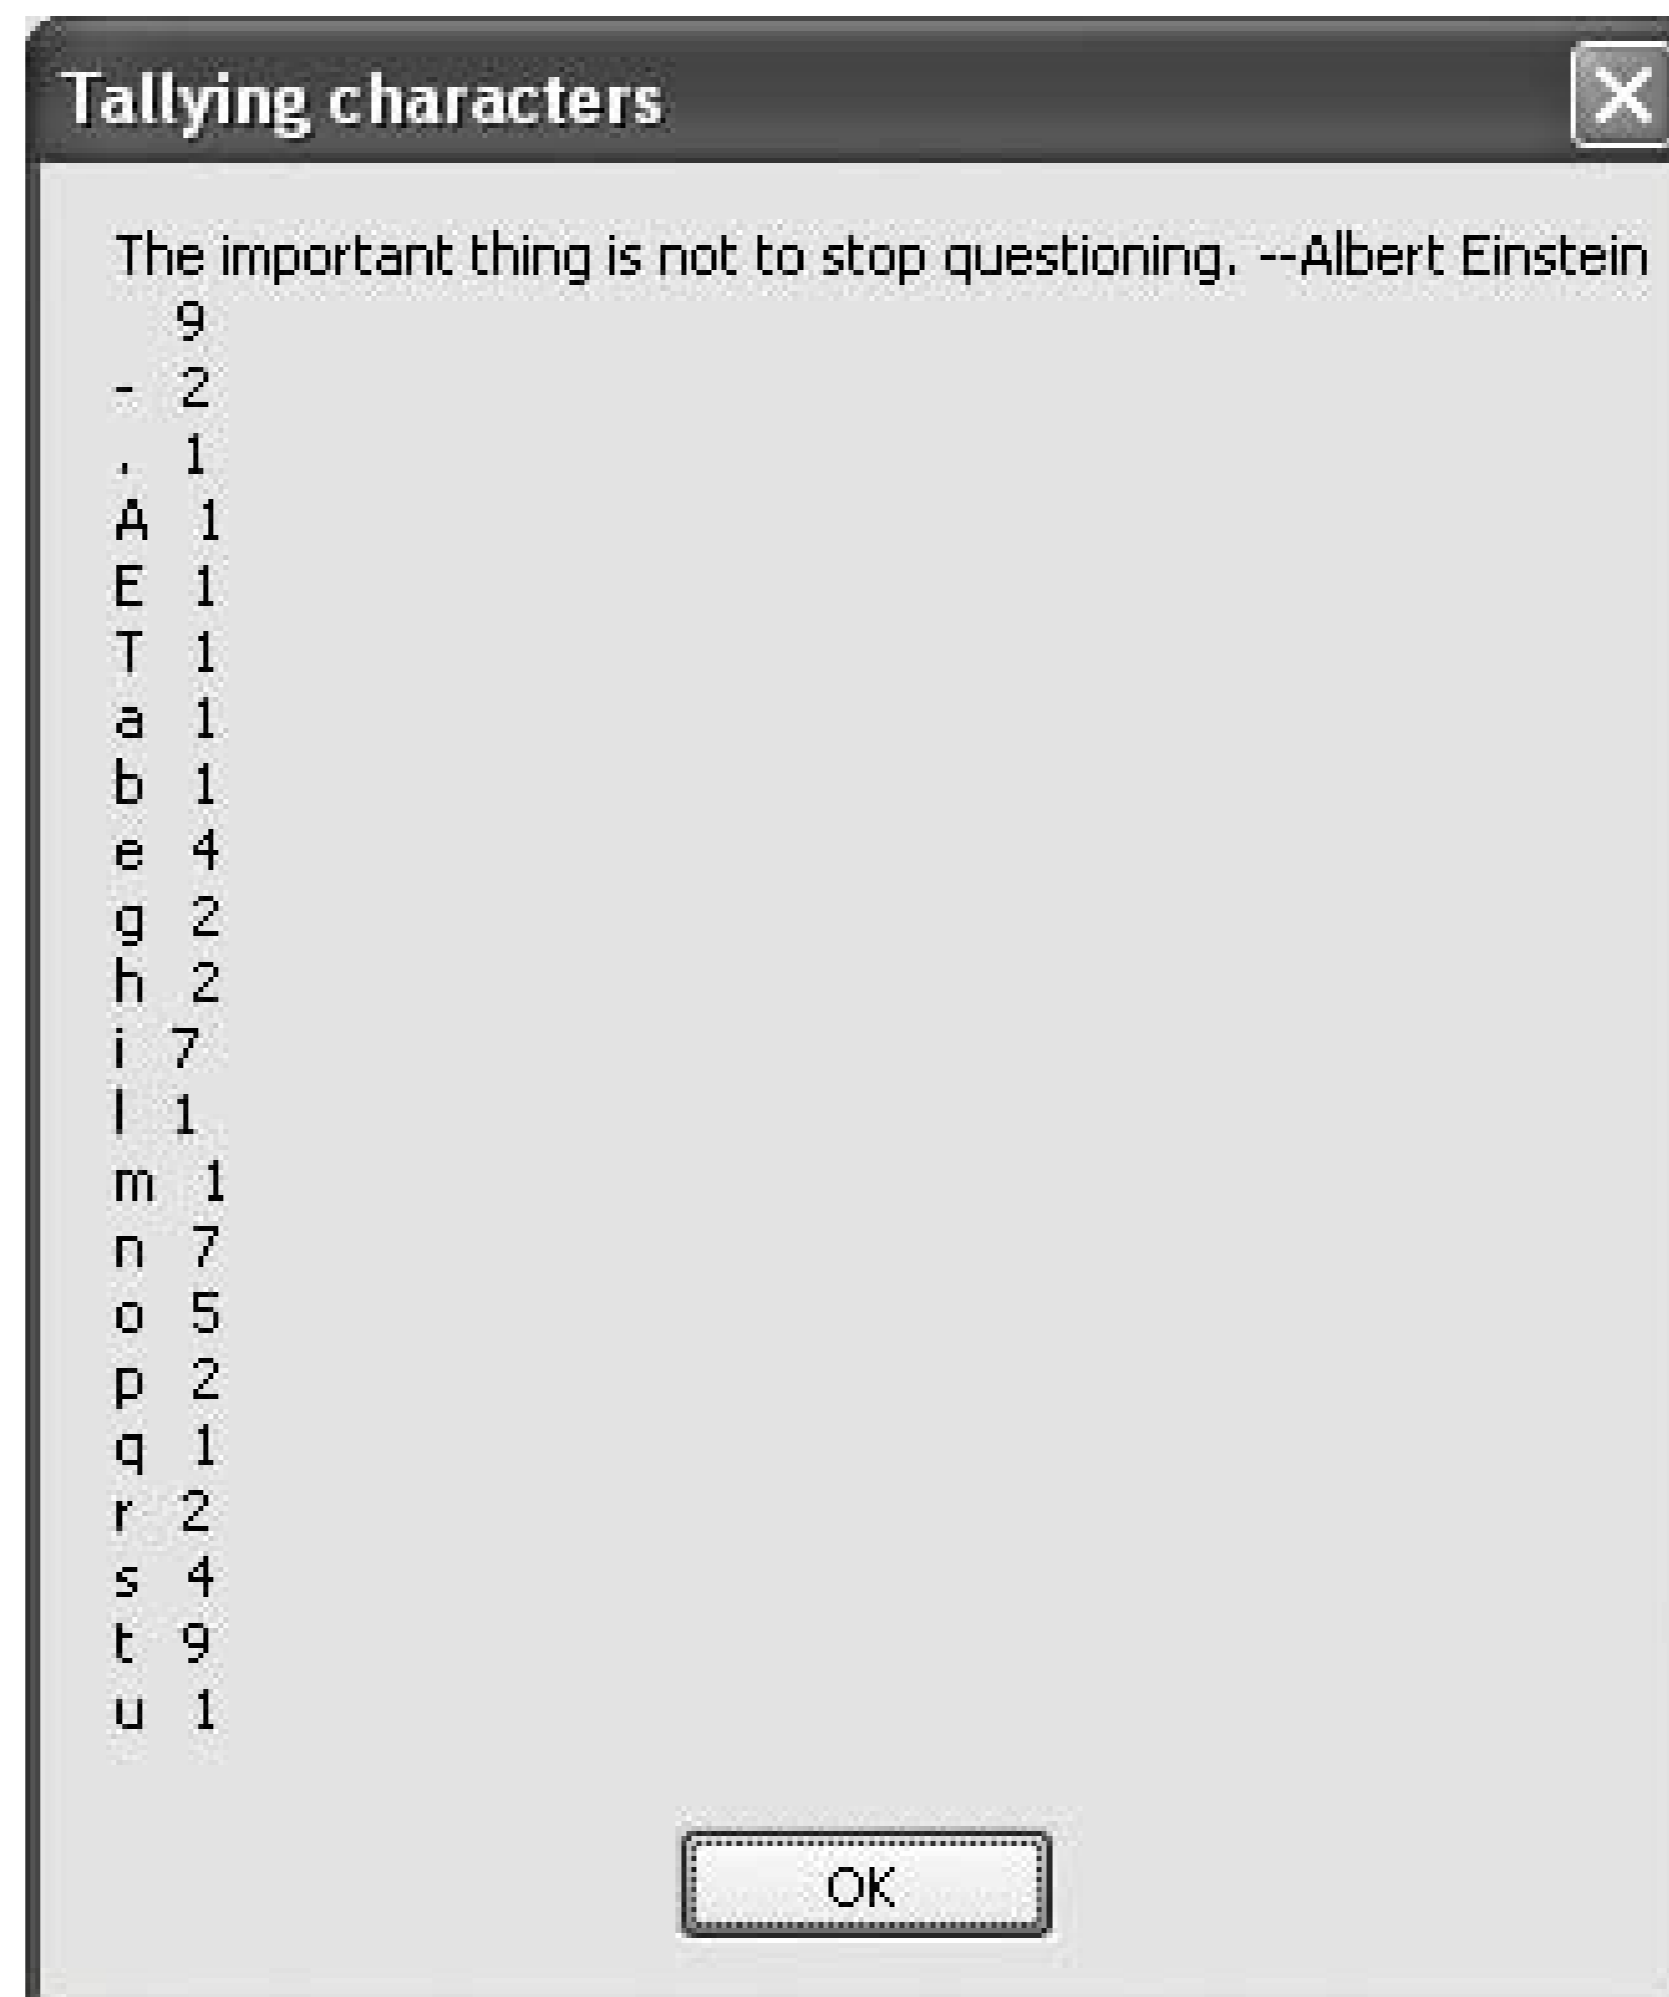 Tallying characters
The important thing is not to stop questioning. --Albert Einstein
9
- 2
. 1
A 1
E 1
T 1
a 1
b 1
e 4
g 2
h 2
i 7
l 1
m 1
n 7
o 5
p 2
q 1
r 2
s 4
t 9
u 1
OK